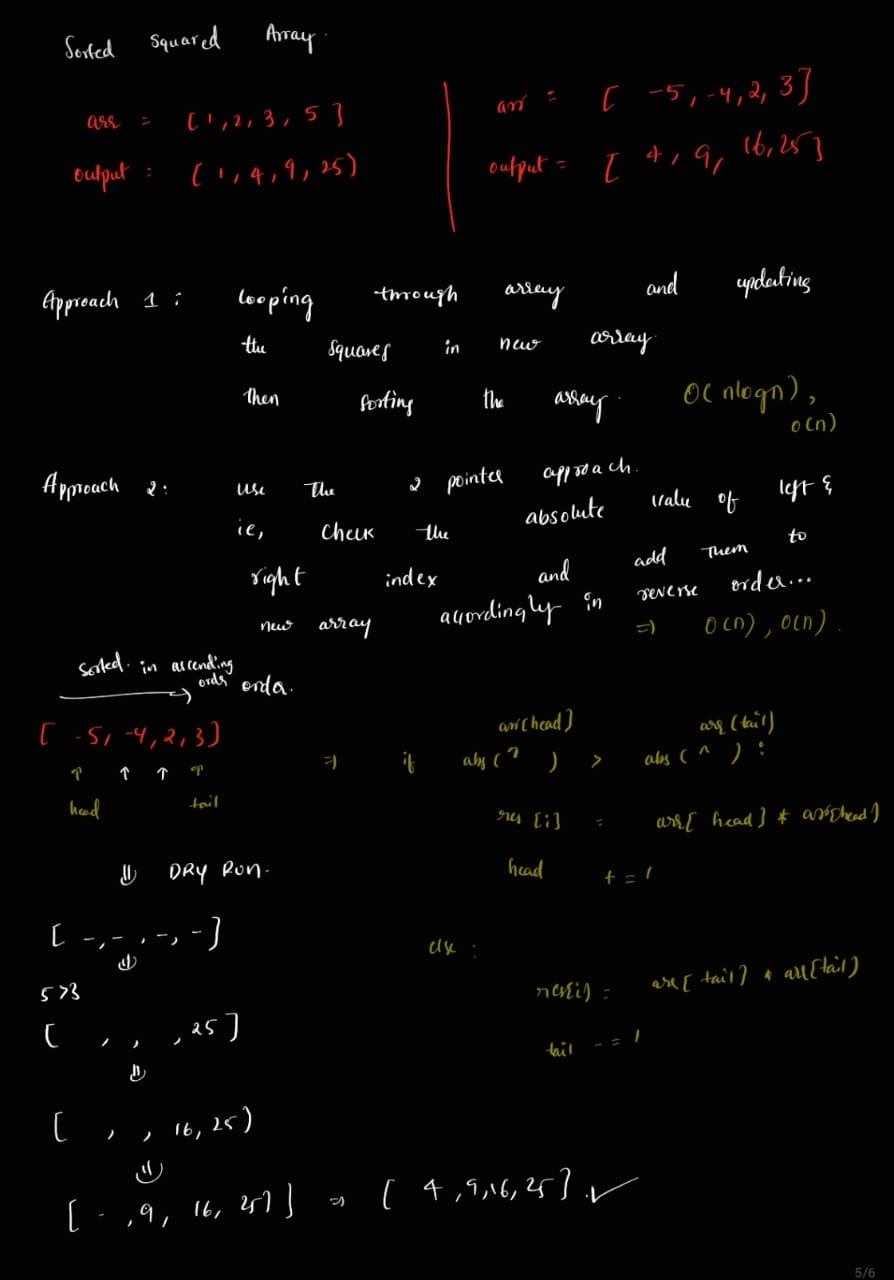 Sorted Squared Array.
arr = [1, 2, 3, 5]
output = [1, 4, 9, 25)
arr = [ -5, -4, 2, 3]
output = [ 4, 9, 16, 25]
Approach 1 : looping through array and updating
the squares in new array.
then sorting the array. O(nlogn),
O(n)
Approach 2: use the 2 pointer approach.
ie, check the absolute value of left &
right index and add them to
new array accordingly in reverse order...
=> O(n), O(n).
sorted in ascending
order order.
[ -5, -4, 2, 3)
↑ ↑ ↑ ↑
head tail
arr[head] arr[tail)
=> if abs(^ ) > abs(^ ) :
res [i] = arr[head] * arr[head]
head += 1
else :
res[i) = arr[tail] * arr[tail)
tail -= 1
⇓ DRY RUN.
[ -, -, -, -]
⇓
5 > 3
[ , , , 25]
⇓
[ , , 16, 25)
⇓
[ -, 9, 16, 25] => [ 4, 9, 16, 25]. ✓
5/6